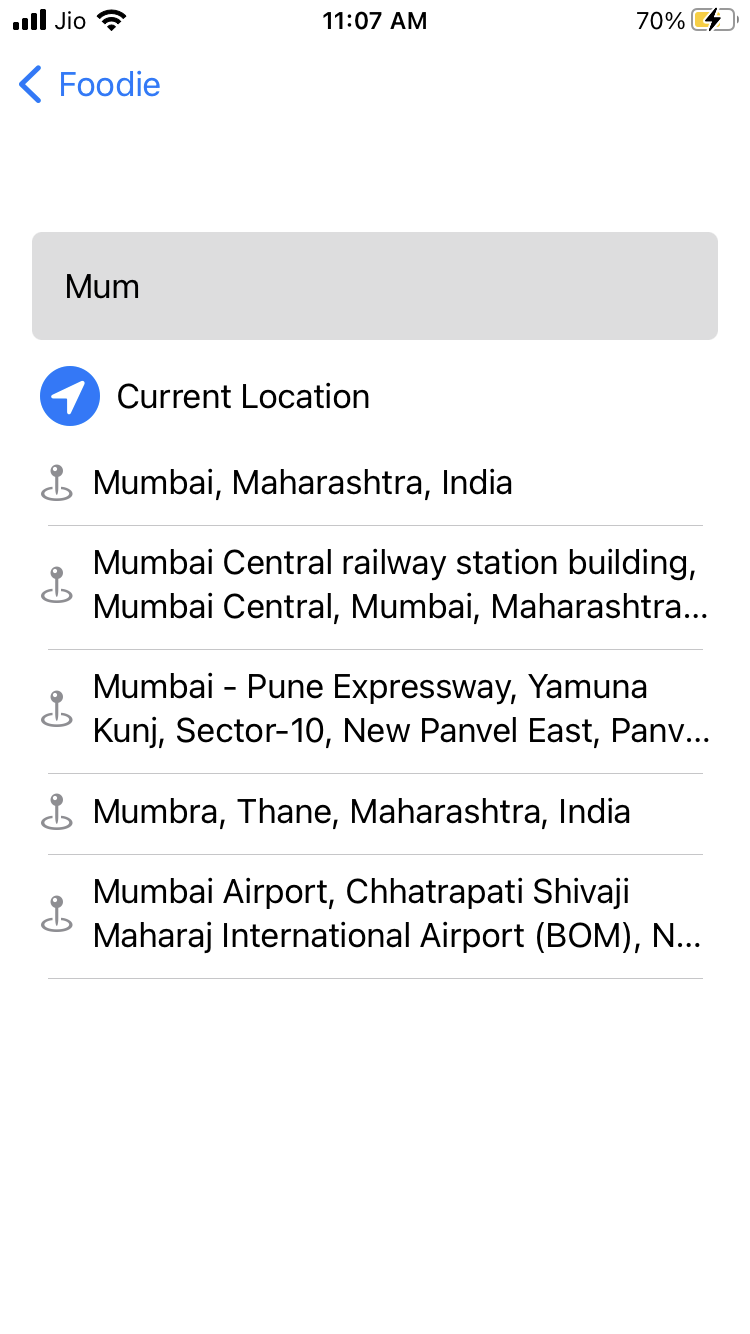 Jio 11:07 AM 70%
Foodie
Mum
Current Location
Mumbai, Maharashtra, India
Mumbai Central railway station building,
Mumbai Central, Mumbai, Maharashtra...
Mumbai - Pune Expressway, Yamuna
Kunj, Sector-10, New Panvel East, Panv...
Mumbra, Thane, Maharashtra, India
Mumbai Airport, Chhatrapati Shivaji
Maharaj International Airport (BOM), N...